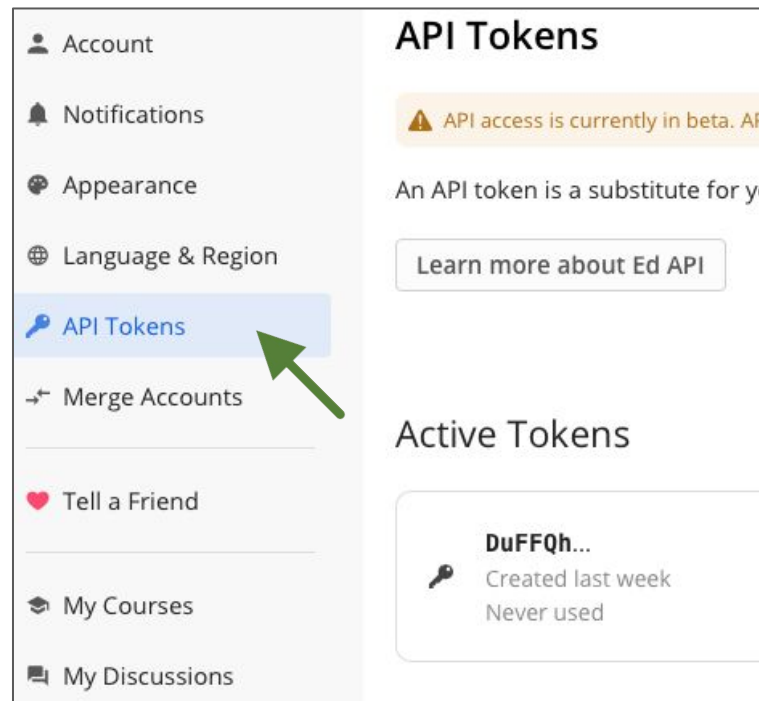 Account
Notifications
Appearance
Language & Region
API Tokens
Merge Accounts
Tell a Friend
My Courses
My Discussions
API Tokens
API access is currently in beta.
An API token is a substitute for
Learn more about Ed API
Active Tokens
DuFFQh...
Created last week
Never used